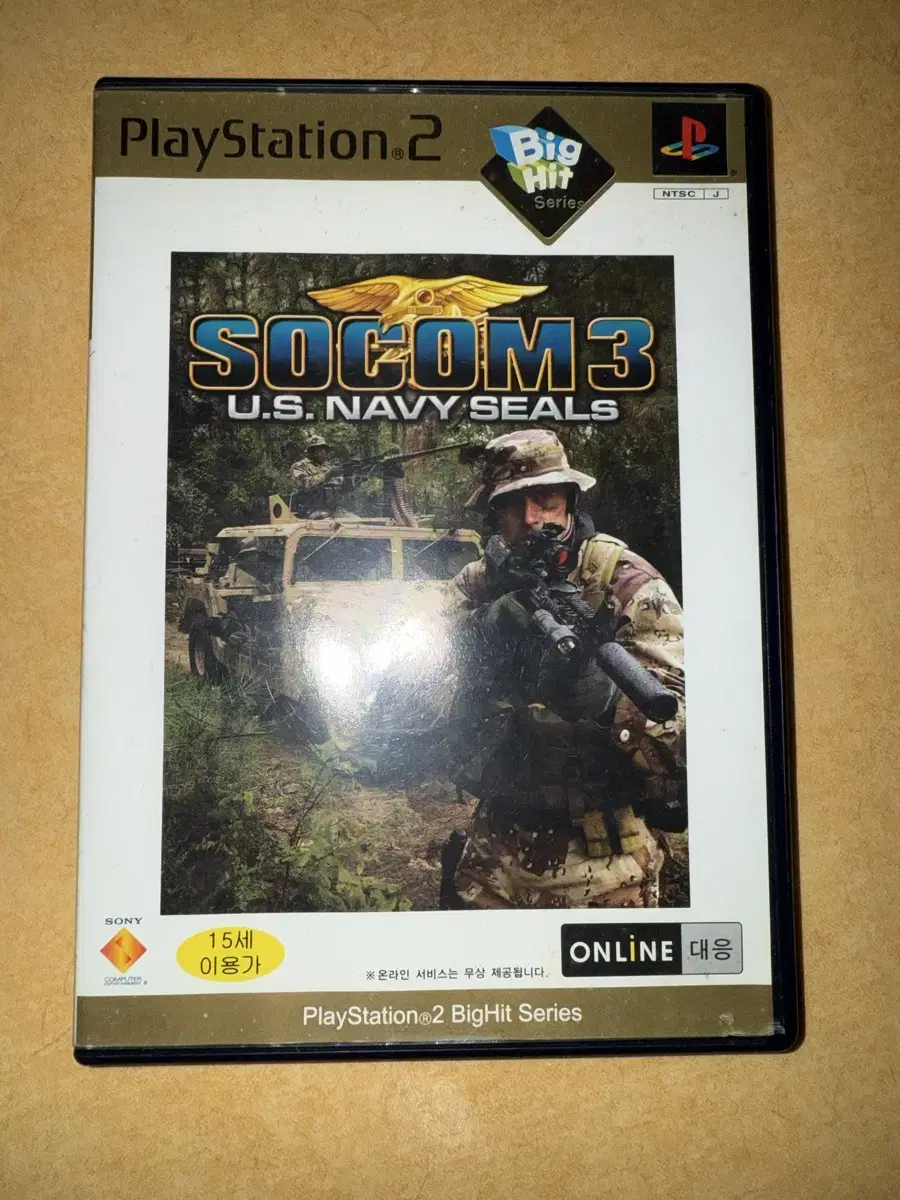 PlayStation®2
Big
Hit
Series
NTSC J
SOCOM 3
U.S. NAVY SEALS
SONY
COMPUTER
ENTERTAINMENT ®
15세
이용가
※온라인 서비스는 무상 제공됩니다.
ONLiNE 대응
PlayStation®2 BigHit Series